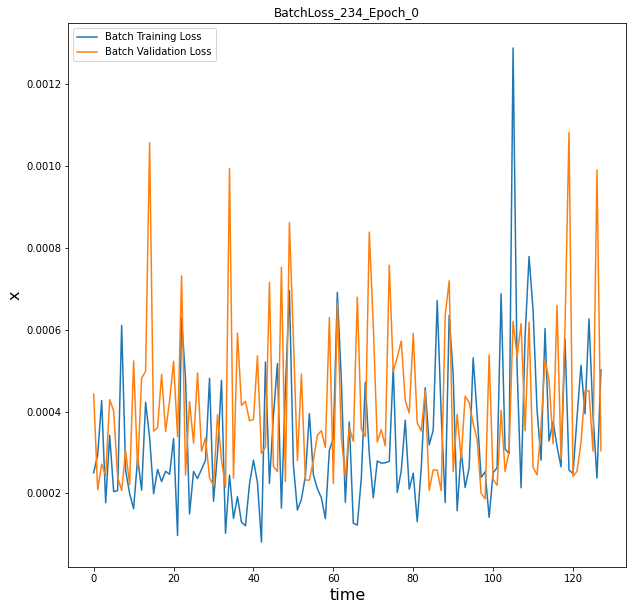 BatchLoss_234_Epoch_0
Batch Training Loss
Batch Validation Loss
0.0012
0.0010
0.0008
0.0006
0.0004
0.0002
x
0 20 40 60 80 100 120
time